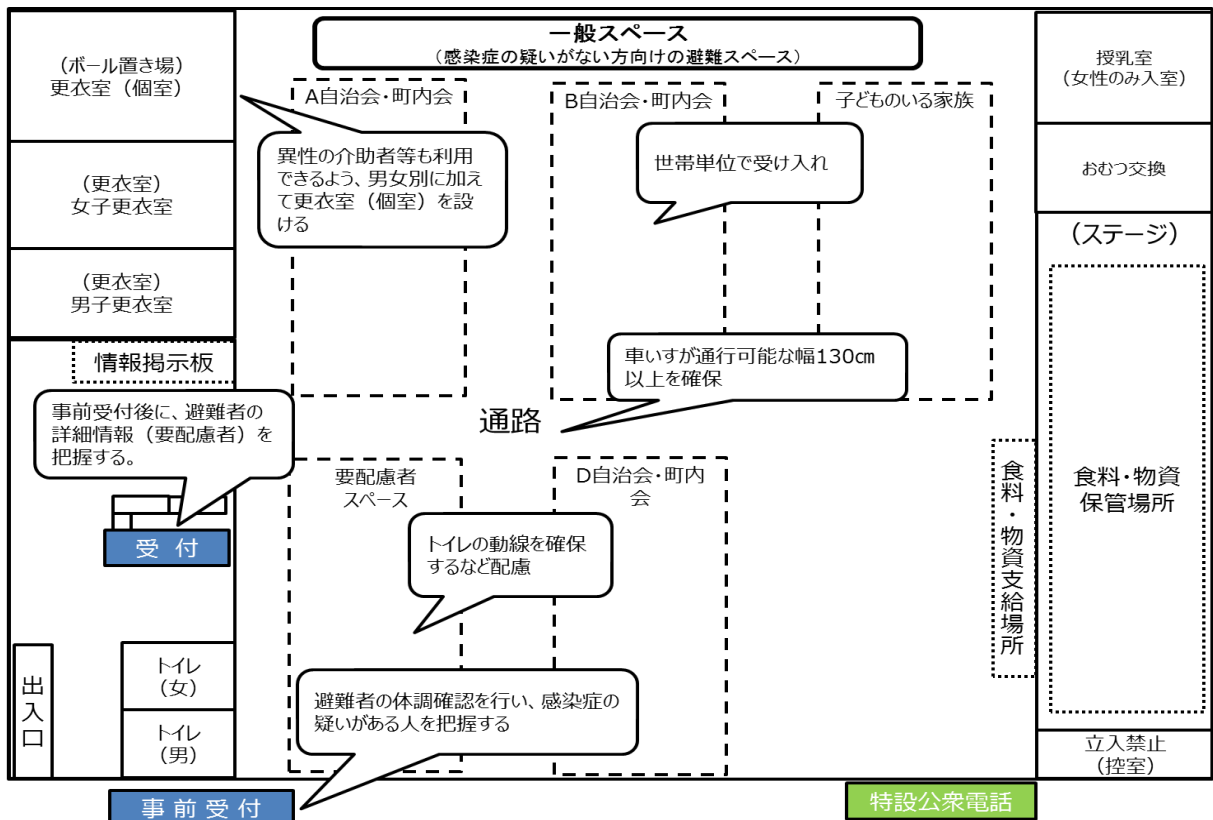 一般スペース
(感染症の疑いがない方向けの避難スペース)
(ボール置き場)
更衣室（個室）
(更衣室)
女子更衣室
(更衣室)
男子更衣室
情報掲示板
A自治会・町内会
B自治会・町内会
子どものいる家族
授乳室
(女性のみ入室)
おむつ交換
(ステージ)
食料・物資
保管場所
異性の介助者等も利用
できるよう、男女別に加え
て更衣室（個室）を設
ける
世帯単位で受け入れ
車いすが通行可能な幅130㎝
以上を確保
通路
事前受付後に、避難者の
詳細情報（要配慮者）を
把握する。
受 付
要配慮者
スペース
D自治会・町内
会
トイレの動線を確保
するなど配慮
食料・物資支給場所
出入口
トイレ
(女)
トイレ
(男)
避難者の体調確認を行い、感染症の
疑いがある人を把握する
立入禁止
(控室)
事 前 受 付
特設公衆電話